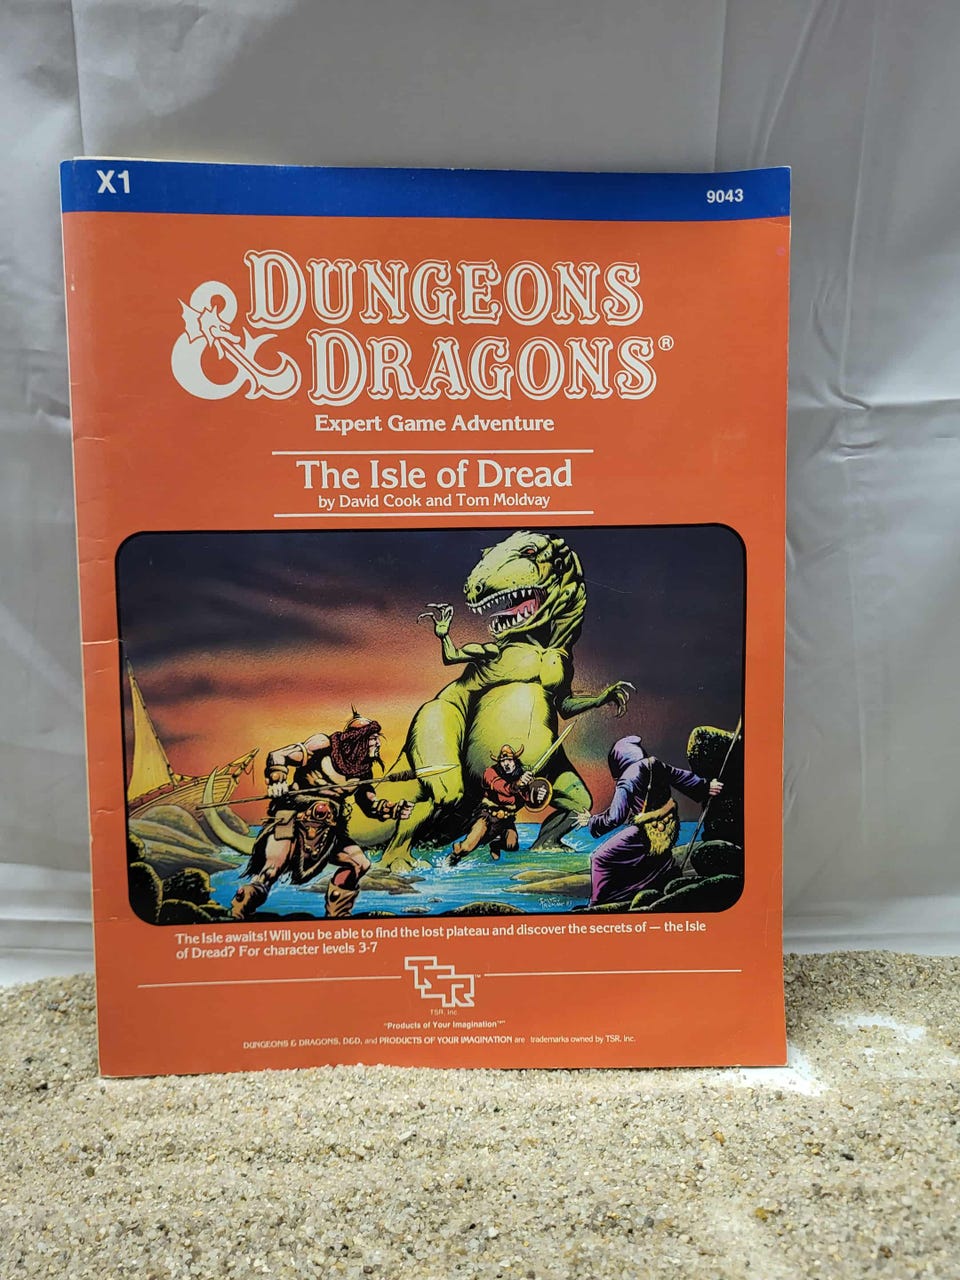 X1
9043
DUNGEONS
& DRAGONS®
Expert Game Adventure
The Isle of Dread
by David Cook and Tom Moldvay
The Isle awaits! Will you be able to find the lost plateau and discover the secrets of — the Isle
of Dread? For character levels 3-7
TSR™
TSR, Inc.
"Products of Your Imagination"™
DUNGEONS & DRAGONS, D&D, and PRODUCTS OF YOUR IMAGINATION are trademarks owned by TSR, Inc.